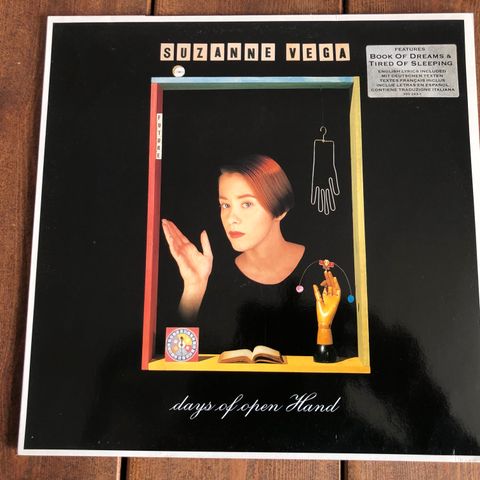 SUZANNE VEGA
FEATURES
BOOK OF DREAMS &
TIRED OF SLEEPING
ENGLISH LYRICS INCLUDED
MIT DEUTSCHEN TEXTEN
TEXTES FRANÇAIS INCLUS
INCLUYE LETRAS EN ESPAÑOL
CONTIENE TRADUZIONE ITALIANA
FUTURE
days of open Hand